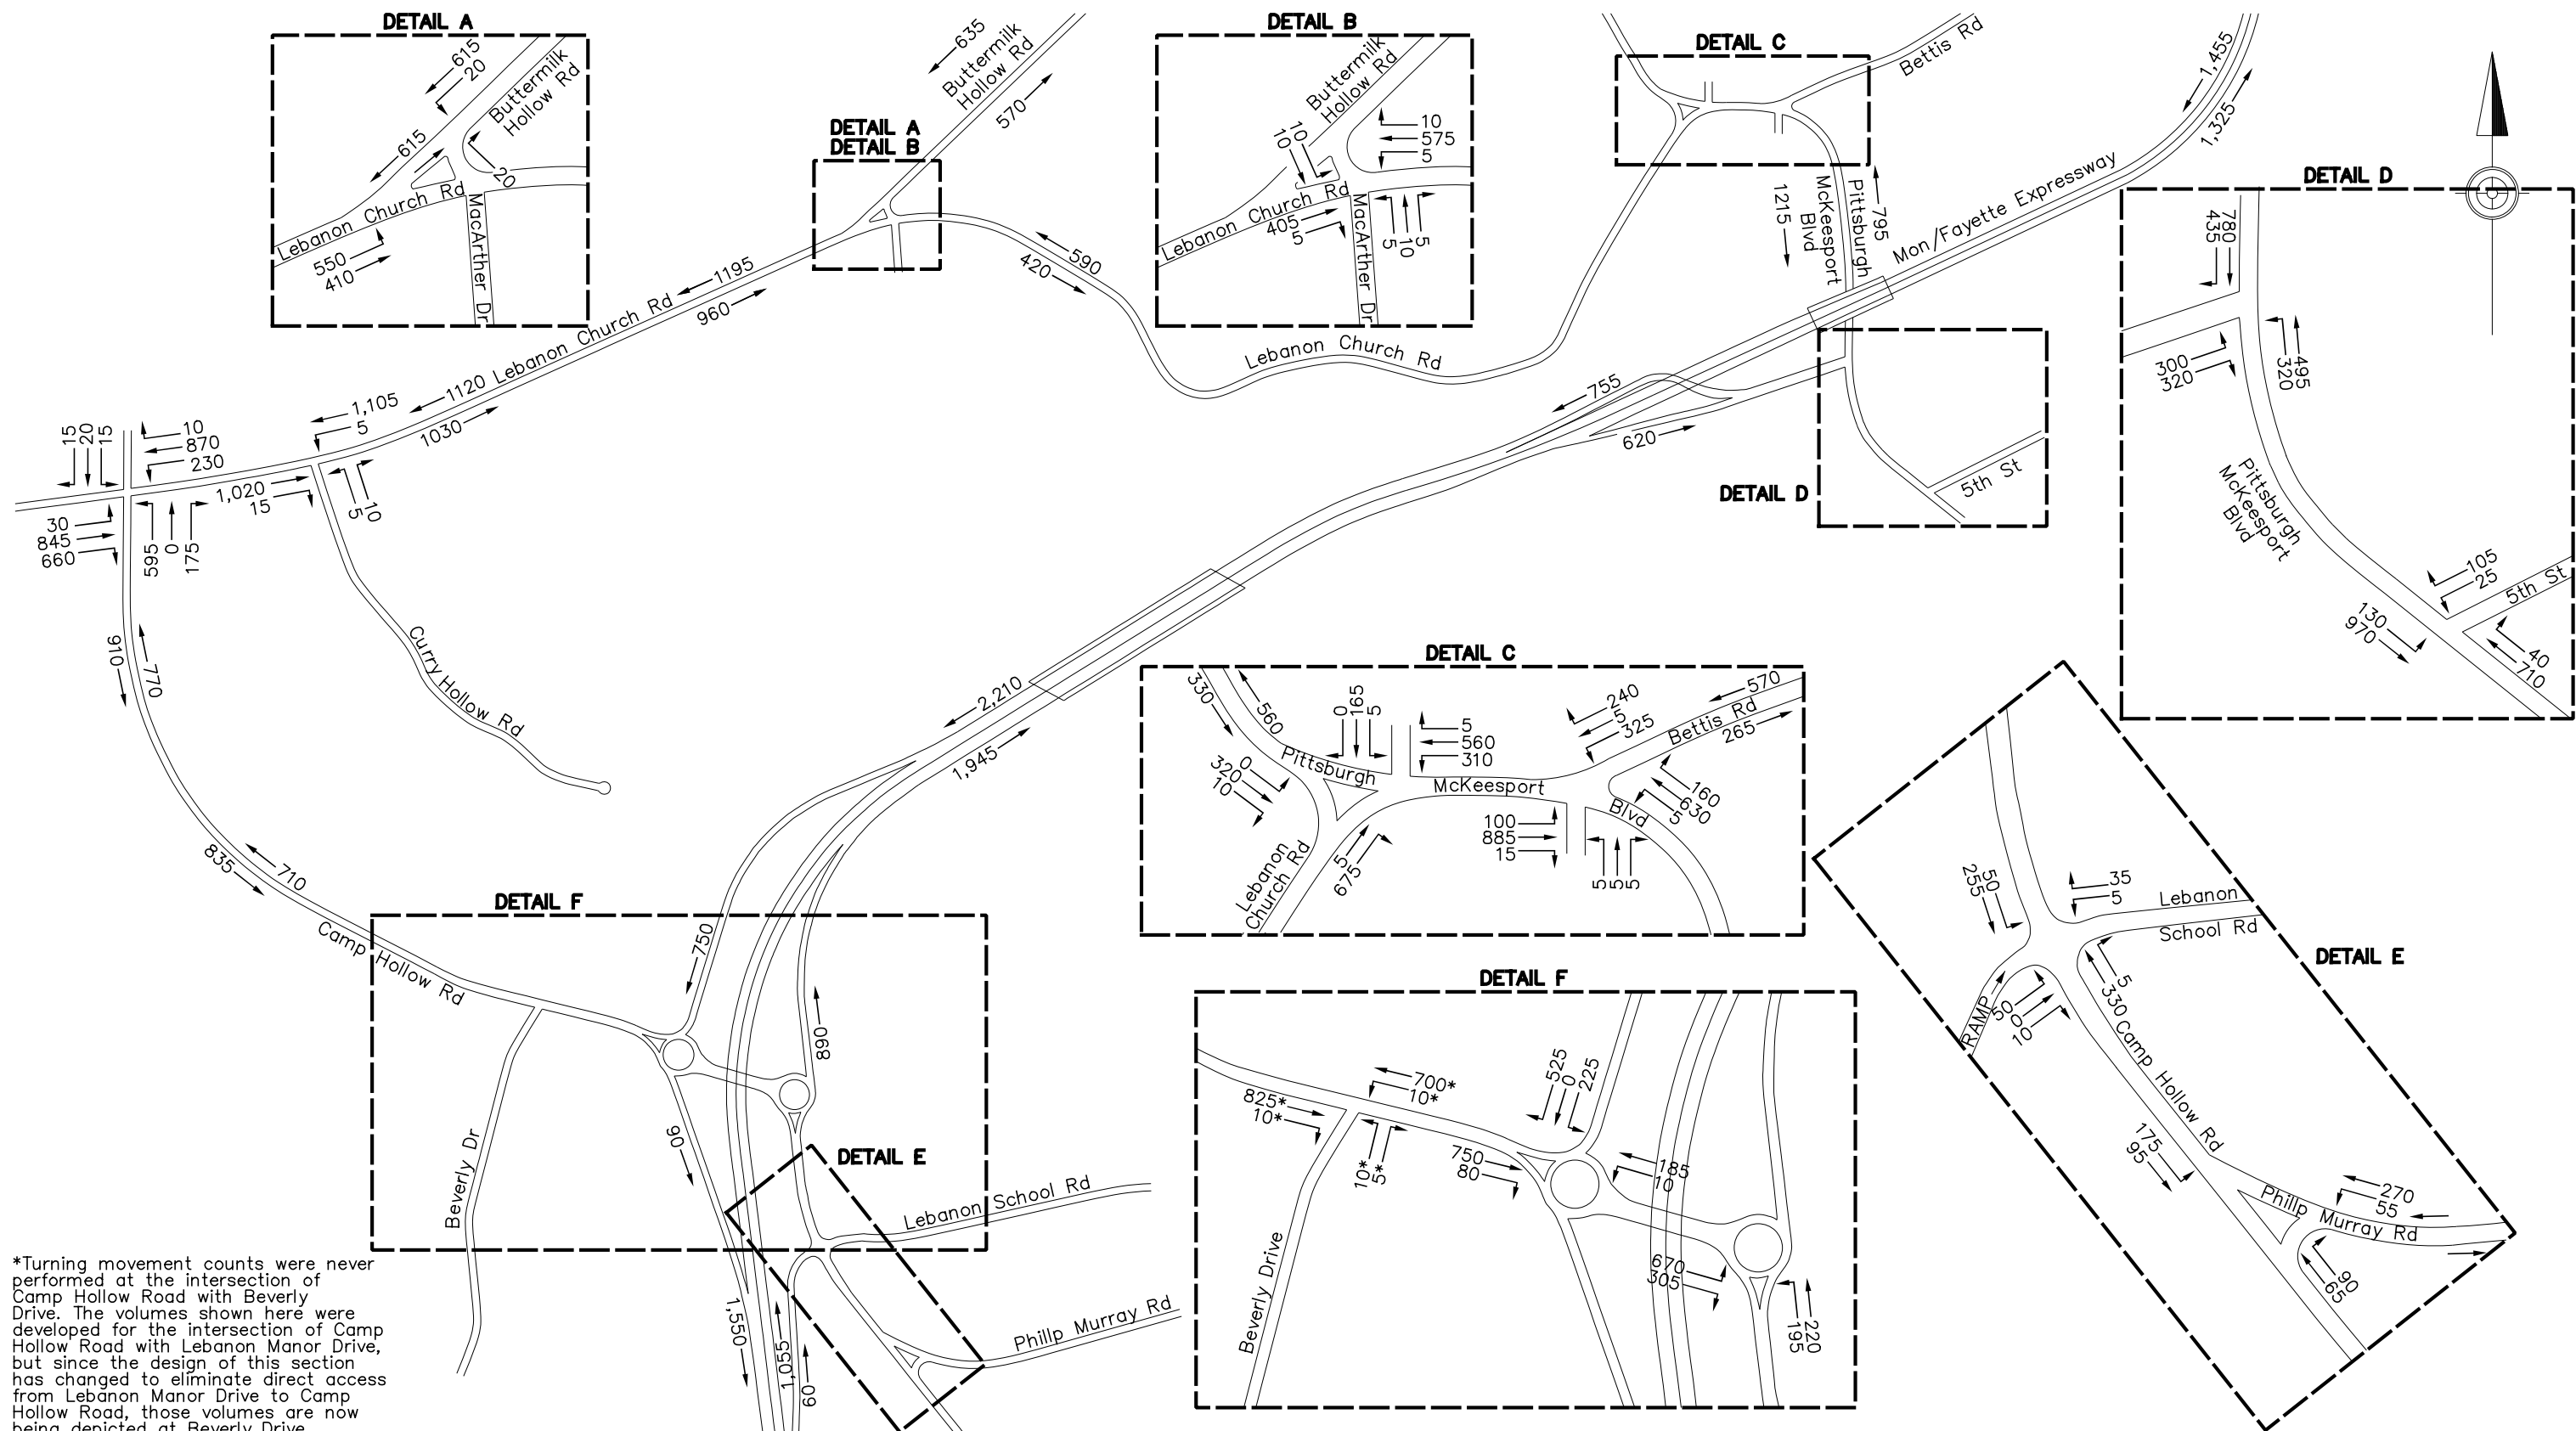 DETAIL A
615
20
Buttermilk
Hollow Rd
615
20
Lebanon Church Rd
MacArther Dr
550
410
635
Buttermilk
Hollow Rd
570
DETAIL A
DETAIL B
DETAIL B
Buttermilk
Hollow Rd
10
10
10
575
5
Lebanon Church Rd
405
5
MacArther Dr
5
10
5
DETAIL C
Bettis Rd
1,455
1,325
1215
Pittsburgh
McKeesport
Blvd
795
Mon/Fayette Expressway
DETAIL D
780
435
300
320
495
320
Pittsburgh
McKeesport
Blvd
105
25
5th St
130
970
40
710
1195
960
590
420
Lebanon Church Rd
1120 Lebanon Church Rd
1030
1,105
5
15
20
15
10
870
230
1,020
15
5
10
30
845
660
595
0
175
755
620
5th St
DETAIL D
910
770
Curry Hollow Rd
2,210
1,945
835
710
Camp Hollow Rd
DETAIL C
330
560
0
165
5
5
560
310
240
5
325
570
Bettis Rd
265
Pittsburgh
McKeesport
Blvd
0
320
10
160
630
5
100
885
15
5
5
5
Lebanon
Church Rd
5
675
DETAIL F
750
890
90
Beverly Dr
DETAIL E
Lebanon School Rd
Phillp Murray Rd
1,550
1,055
60
DETAIL F
700*
10*
825*
10*
10*
5*
525
0
225
750
80
185
10
670
305
220
195
Beverly Drive
DETAIL E
50
255
35
5
Lebanon
School Rd
RAMP
50
0
10
5
330
Camp Hollow Rd
175
95
270
55
Phillp Murray Rd
90
65
*Turning movement counts were never
performed at the intersection of
Camp Hollow Road with Beverly
Drive. The volumes shown here were
developed for the intersection of Camp
Hollow Road with Lebanon Manor Drive,
but since the design of this section
has changed to eliminate direct access
from Lebanon Manor Drive to Camp
Hollow Road, those volumes are now
being depicted at Beverly Drive